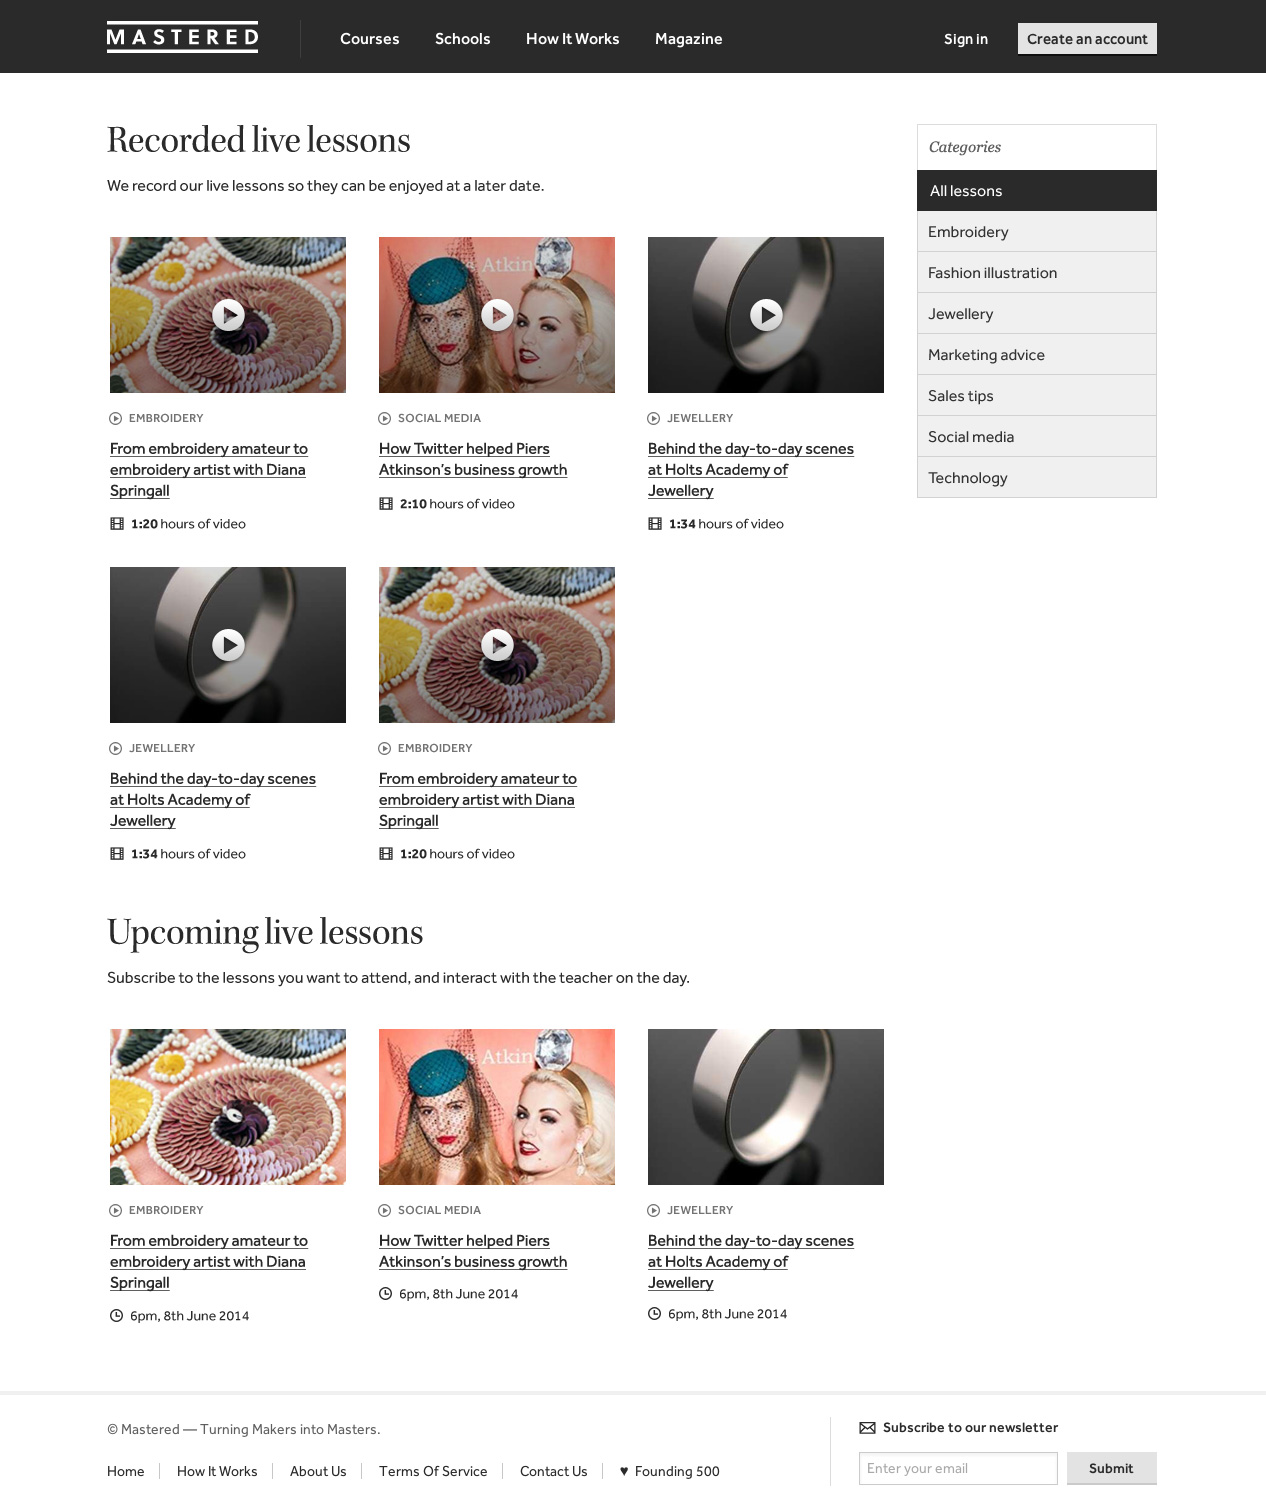 MASTERED
Courses
Schools
How It Works
Magazine
Sign in
Create an account
Recorded live lessons
We record our live lessons so they can be enjoyed at a later date.
Categories
All lessons
Embroidery
Fashion illustration
Jewellery
Marketing advice
Sales tips
Social media
Technology
s Atkin
EMBROIDERY
From embroidery amateur to
embroidery artist with Diana
Springall
1:20 hours of video
SOCIAL MEDIA
How Twitter helped Piers
Atkinson's business growth
2:10 hours of video
JEWELLERY
Behind the day-to-day scenes
at Holts Academy of
Jewellery
1:34 hours of video
JEWELLERY
Behind the day-to-day scenes
at Holts Academy of
Jewellery
1:34 hours of video
EMBROIDERY
From embroidery amateur to
embroidery artist with Diana
Springall
1:20 hours of video
Upcoming live lessons
Subscribe to the lessons you want to attend, and interact with the teacher on the day.
s Atkin
EMBROIDERY
From embroidery amateur to
embroidery artist with Diana
Springall
6pm, 8th June 2014
SOCIAL MEDIA
How Twitter helped Piers
Atkinson's business growth
6pm, 8th June 2014
JEWELLERY
Behind the day-to-day scenes
at Holts Academy of
Jewellery
6pm, 8th June 2014
© Mastered — Turning Makers into Masters.
Home
How It Works
About Us
Terms Of Service
Contact Us
♥ Founding 500
Subscribe to our newsletter
Enter your email
Submit